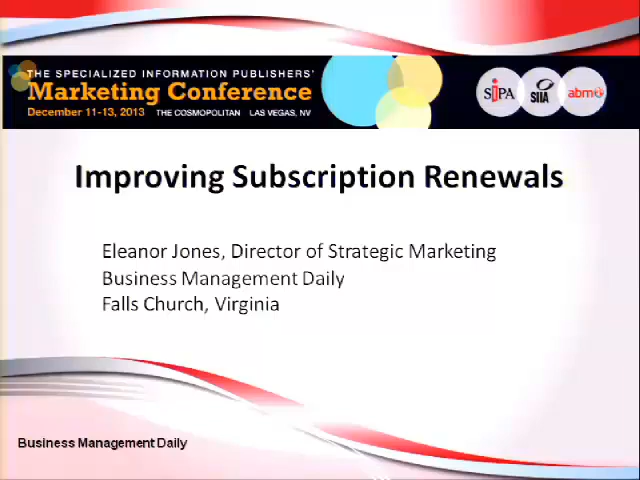 THE SPECIALIZED INFORMATION PUBLISHERS'
Marketing Conference
December 11-13, 2013 THE COSMOPOLITAN LAS VEGAS, NV
SIPA SIIA abm
Improving Subscription Renewals
Eleanor Jones, Director of Strategic Marketing
Business Management Daily
Falls Church, Virginia
Business Management Daily